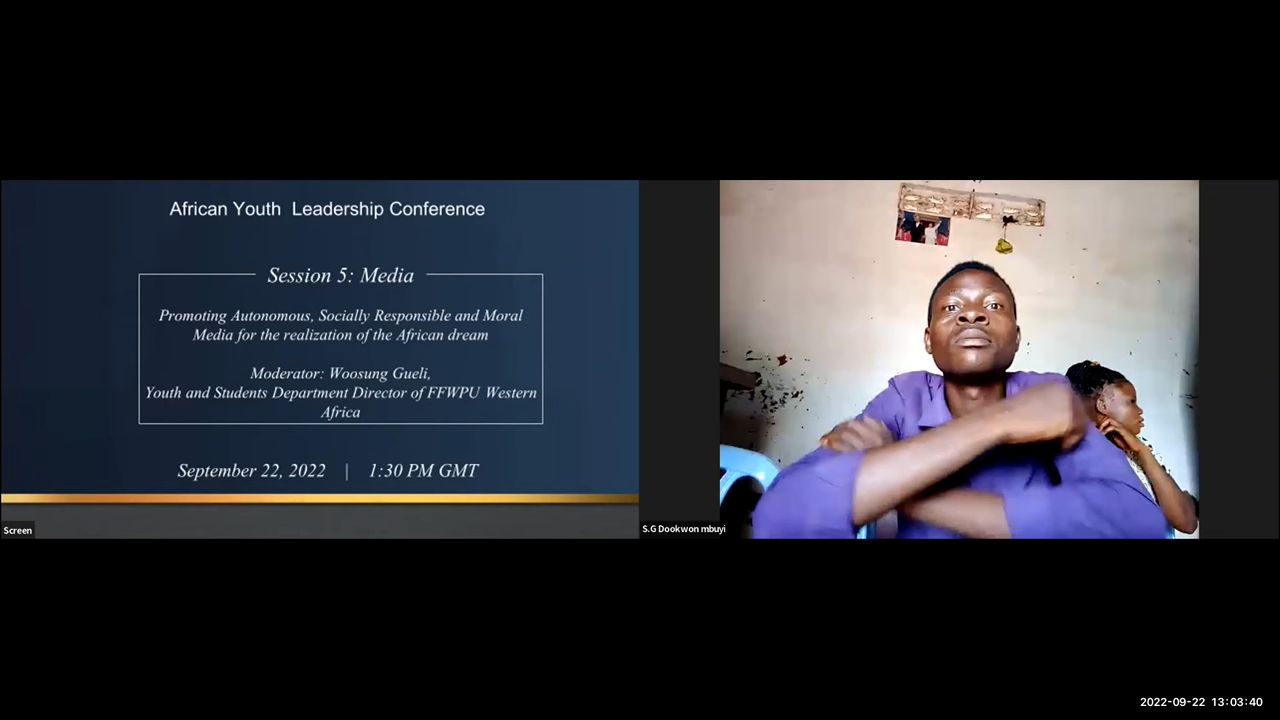 African Youth Leadership Conference
Session 5: Media
Promoting Autonomous, Socially Responsible and Moral
Media for the realization of the African dream
Moderator: Woosung Gueli,
Youth and Students Department Director of FFWPU Western
Africa
September 22, 2022 | 1:30 PM GMT
Screen
S.G Dookwon mbuyi
2022-09-22 13:03:40